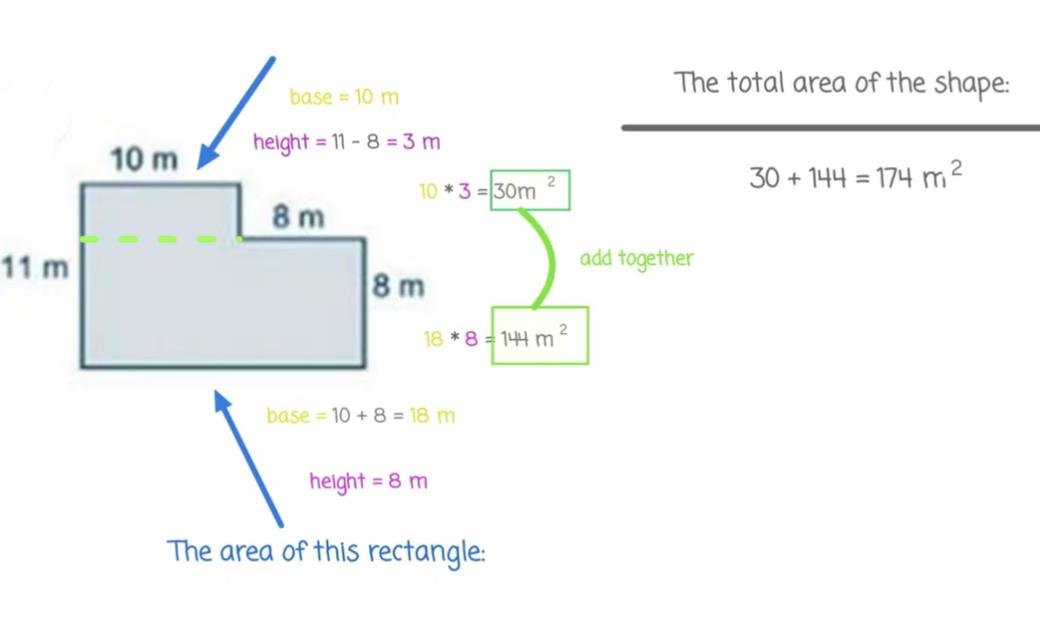 The total area of the shape:
base = 10 m
height = 11 - 8 = 3 m
10 m
30 + 144 = 174 m²
10 * 3 = 30m ²
8 m
add together
11 m
8 m
18 * 8 = 144 m ²
base = 10 + 8 = 18 m
height = 8 m
The area of this rectangle: